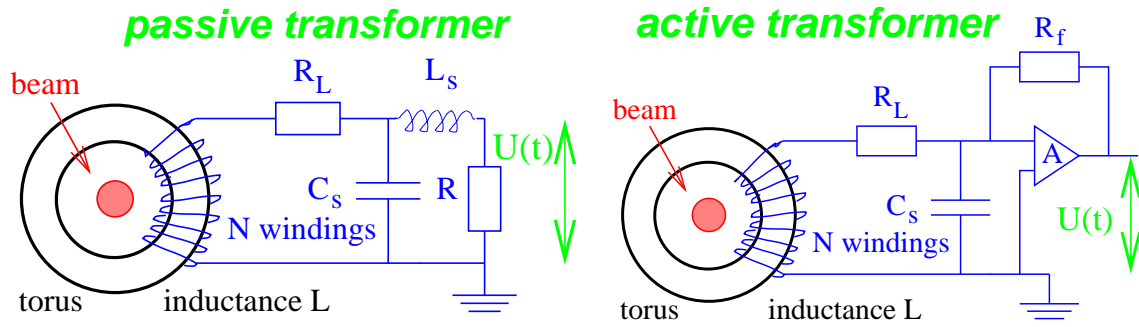 passive transformer
beam
R_L
L_s
C_s
R
U(t)
N windings
torus
inductance L
active transformer
beam
R_L
R_f
A
C_s
U(t)
N windings
torus
inductance L